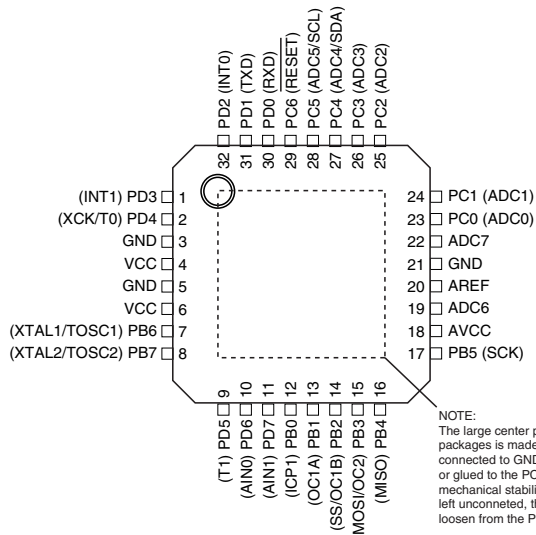 32 PD2 (INT0)
31 PD1 (TXD)
30 PD0 (RXD)
29 PC6 (RESET)
28 PC5 (ADC5/SCL)
27 PC4 (ADC4/SDA)
26 PC3 (ADC3)
25 PC2 (ADC2)
(INT1) PD3 1
(XCK/T0) PD4 2
GND 3
VCC 4
GND 5
VCC 6
(XTAL1/TOSC1) PB6 7
(XTAL2/TOSC2) PB7 8
24 PC1 (ADC1)
23 PC0 (ADC0)
22 ADC7
21 GND
20 AREF
19 ADC6
18 AVCC
17 PB5 (SCK)
(T1) PD5 9
(AIN0) PD6 10
(AIN1) PD7 11
(ICP1) PB0 12
(OC1A) PB1 13
(SS/OC1B) PB2 14
MOSI/OC2) PB3 15
(MISO) PB4 16
NOTE:
The large center p
packages is made
connected to GND
or glued to the PC
mechanical stabili
left unconneted, th
loosen from the P